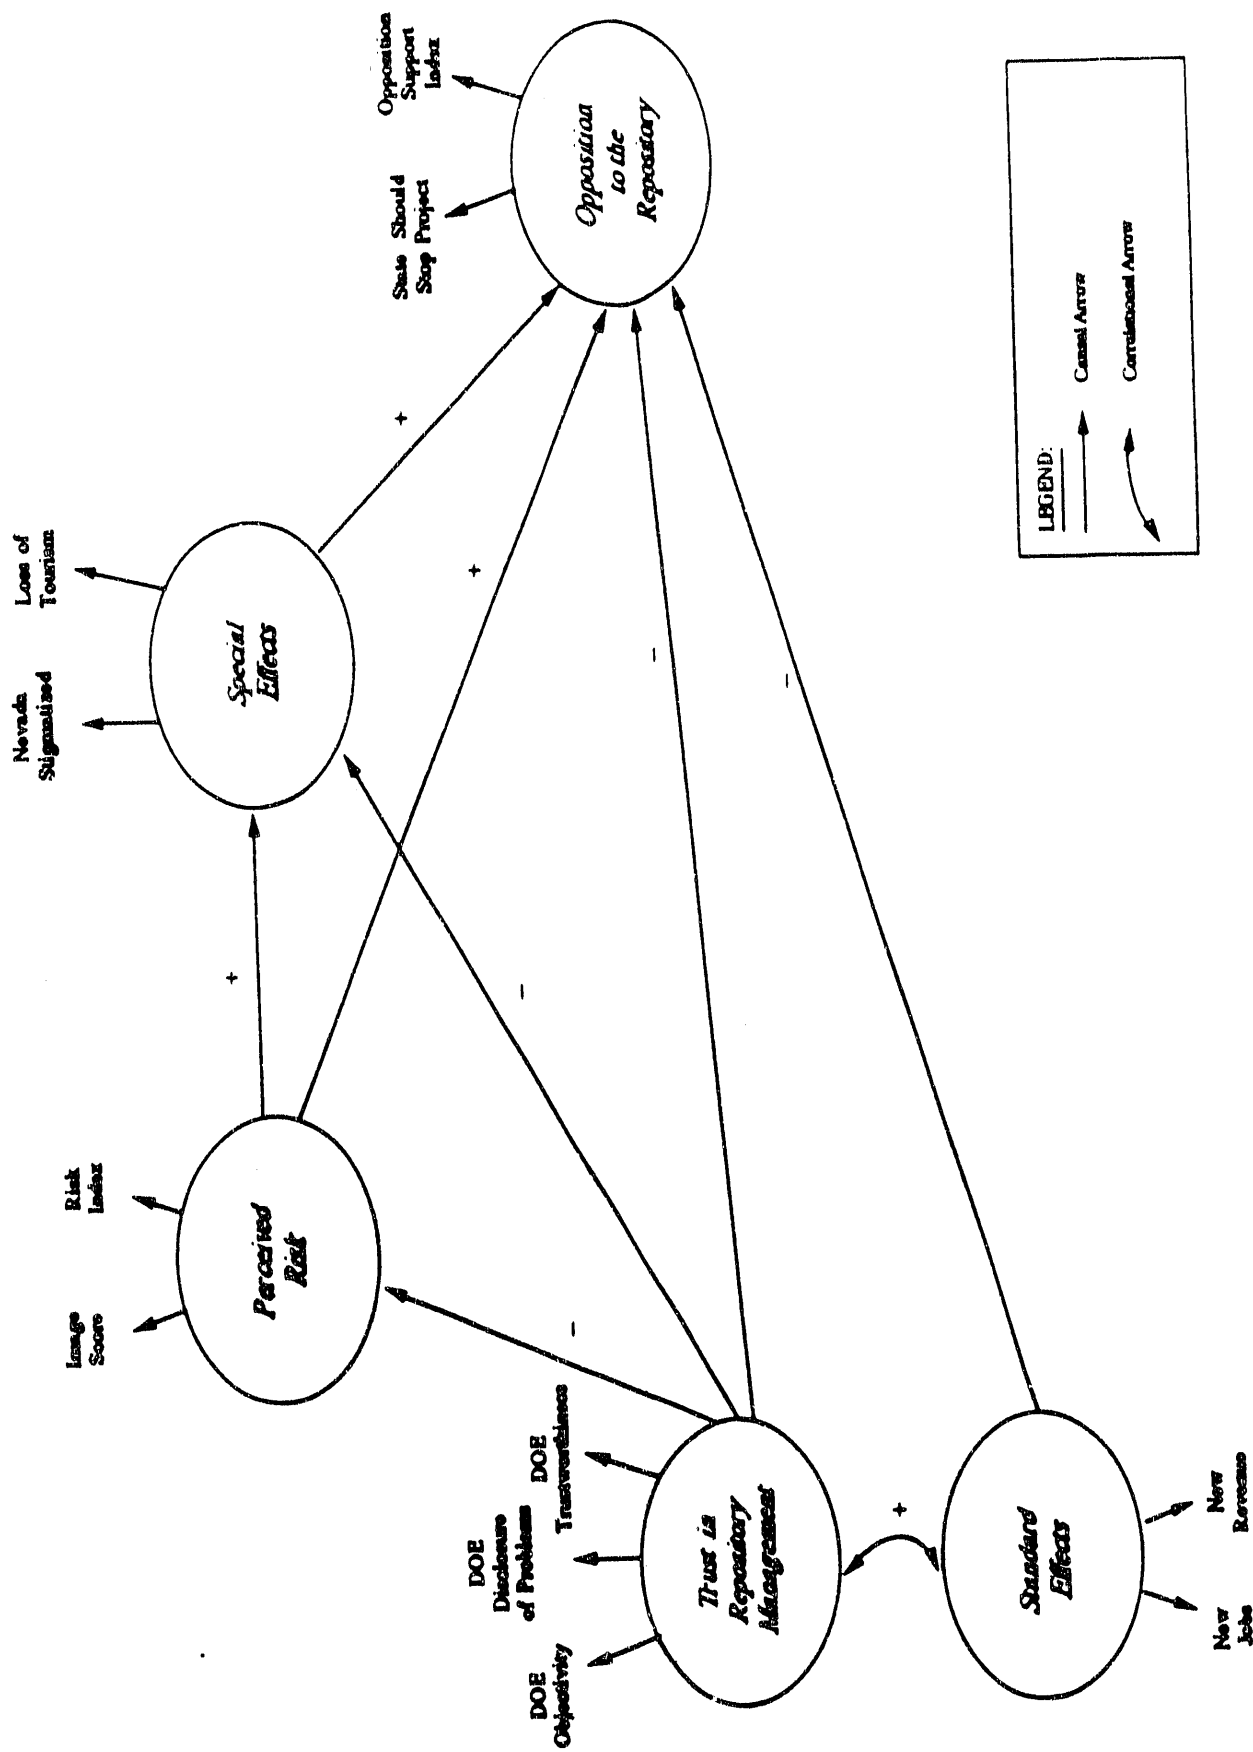 Nevada
Stigmatized
Loss of
Tourism
Image
Score
Risk
Index
Special
Effects
Perceived
Risk
+
+
+
Opposition
Support
Index
State Should
Stop Project
Opposition
to the
Repository
DOE
Objectivity
DOE
Disclosure
of Problems
DOE
Trustworthiness
−
−
−
−
Trust in
Repository
Management
+
Standard
Effects
New
Jobs
New
Revenue
LEGEND:
Causal Arrow
Correlational Arrow